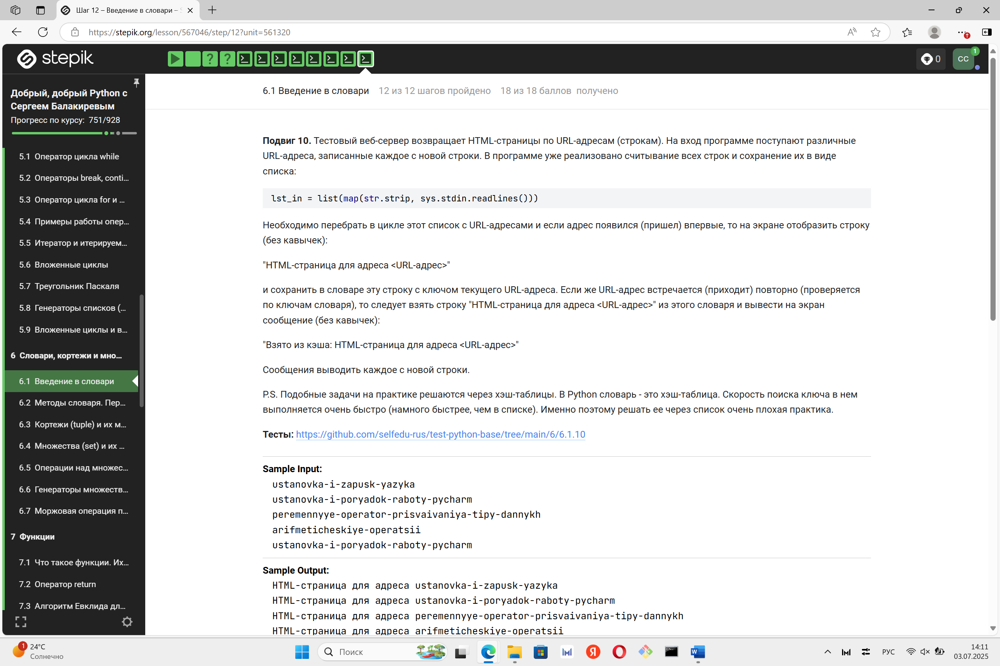 Шаг 12 – Введение в словари –
https://stepik.org/lesson/567046/step/12?unit=561320
stepik
0
CC
1
Добрый, добрый Python с
Сергеем Балакиревым
Прогресс по курсу: 751/928
5.1 Оператор цикла while
5.2 Операторы break, conti...
5.3 Оператор цикла for и ...
5.4 Примеры работы опер...
5.5 Итератор и итерируем...
5.6 Вложенные циклы
5.7 Треугольник Паскаля
5.8 Генераторы списков (...
5.9 Вложенные циклы и в...
6 Словари, кортежи и мно...
6.1 Введение в словари
6.2 Методы словаря. Пер...
6.3 Кортежи (tuple) и их м...
6.4 Множества (set) и их ...
6.5 Операции над множес...
6.6 Генераторы множеств...
6.7 Моржовая операция п...
7 Функции
7.1 Что такое функции. Их...
7.2 Оператор return
7.3 Алгоритм Евклида дл...
6.1 Введение в словари 12 из 12 шагов пройдено 18 из 18 баллов получено
Подвиг 10. Тестовый веб-сервер возвращает HTML-страницы по URL-адресам (строкам). На вход программе поступают различные
URL-адреса, записанные каждое с новой строки. В программе уже реализовано считывание всех строк и сохранение их в виде
списка:
lst_in = list(map(str.strip, sys.stdin.readlines()))
Необходимо перебрать в цикле этот список с URL-адресами и если адрес появился (пришел) впервые, то на экране отобразить строку
(без кавычек):
"HTML-страница для адреса <URL-адрес>"
и сохранить в словаре эту строку с ключом текущего URL-адреса. Если же URL-адрес встречается (приходит) повторно (проверяется
по ключам словаря), то следует взять строку "HTML-страница для адреса <URL-адрес>" из этого словаря и вывести на экран
сообщение (без кавычек):
"Взято из кэша: HTML-страница для адреса <URL-адрес>"
Сообщения выводить каждое с новой строки.
P.S. Подобные задачи на практике решаются через хэш-таблицы. В Python словарь - это хэш-таблица. Скорость поиска ключа в нем
выполняется очень быстро (намного быстрее, чем в списке). Именно поэтому решать ее через список очень плохая практика.
Тесты: https://github.com/selfedu-rus/test-python-base/tree/main/6/6.1.10
Sample Input:
ustanovka-i-zapusk-yazyka
ustanovka-i-poryadok-raboty-pycharm
peremennyye-operator-prisvaivaniya-tipy-dannykh
arifmeticheskiye-operatsii
ustanovka-i-poryadok-raboty-pycharm
Sample Output:
HTML-страница для адреса ustanovka-i-zapusk-yazyka
HTML-страница для адреса ustanovka-i-poryadok-raboty-pycharm
HTML-страница для адреса peremennyye-operator-prisvaivaniya-tipy-dannykh
HTML-страница для адреса arifmeticheskiye-operatsii
1
24°C
Солнечно
Поиск
РУС
14:11
03.07.2025